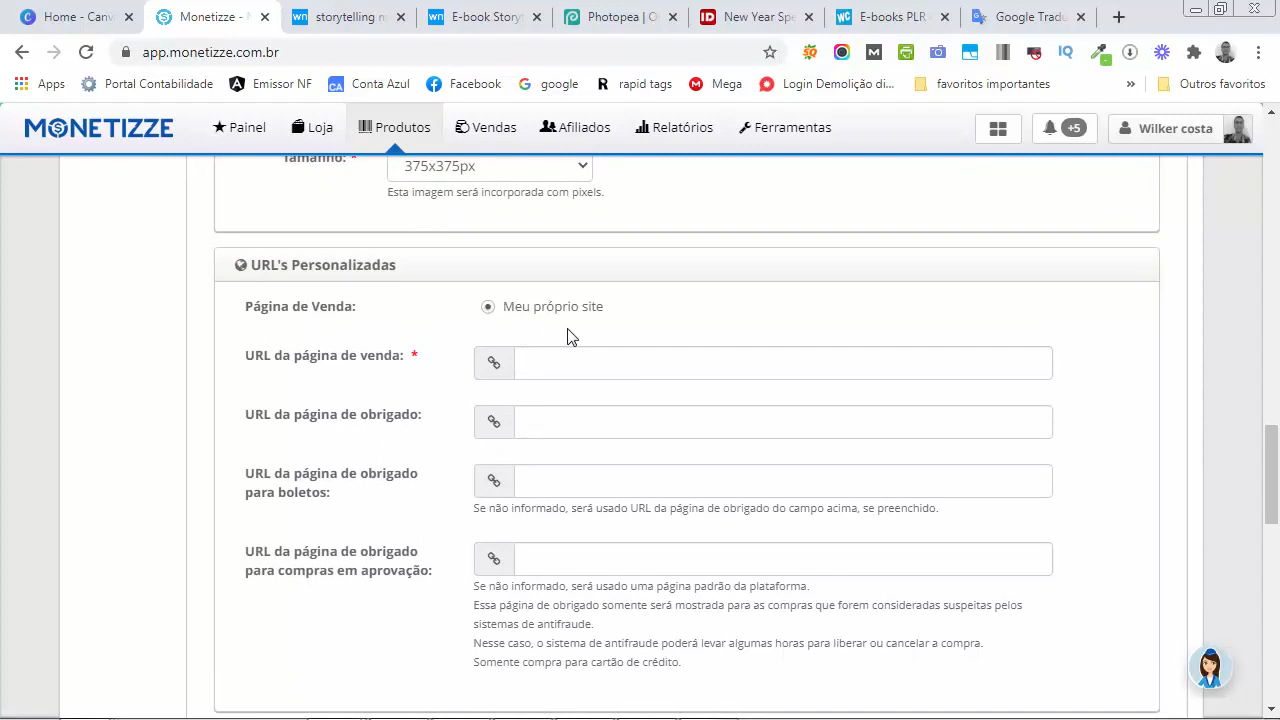 Home - Canv
Monetizze -
storytelling n
E-book Story
Photopea | O
New Year Spe
E-books PLR
Google Tradu
app.monetizze.com.br
Apps
Portal Contabilidade
Emissor NF
Conta Azul
Facebook
google
rapid tags
Mega
Login Demolição di...
favoritos importantes
»
Outros favoritos
MONETIZZE
Painel
Loja
Produtos
Vendas
Afiliados
Relatórios
Ferramentas
+5
Wilker costa
Tamanho: *
375x375px
Esta imagem será incorporada com pixels.
URL's Personalizadas
Página de Venda:
Meu próprio site
URL da página de venda: *
URL da página de obrigado:
URL da página de obrigado
para boletos:
Se não informado, será usado URL da página de obrigado do campo acima, se preenchido.
URL da página de obrigado
para compras em aprovação:
Se não informado, será usado uma página padrão da plataforma.
Essa página de obrigado somente será mostrada para as compras que forem consideradas suspeitas pelos
sistemas de antifraude.
Nesse caso, o sistema de antifraude poderá levar algumas horas para liberar ou cancelar a compra.
Somente compra para cartão de crédito.